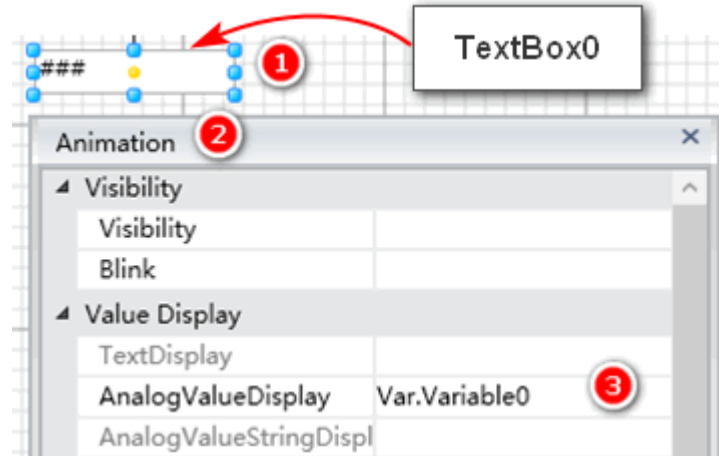 TextBox0
### 1
Animation 2
Visibility
Visibility
Blink
Value Display
TextDisplay
AnalogValueDisplay Var.Variable0 3
AnalogValueStringDispl